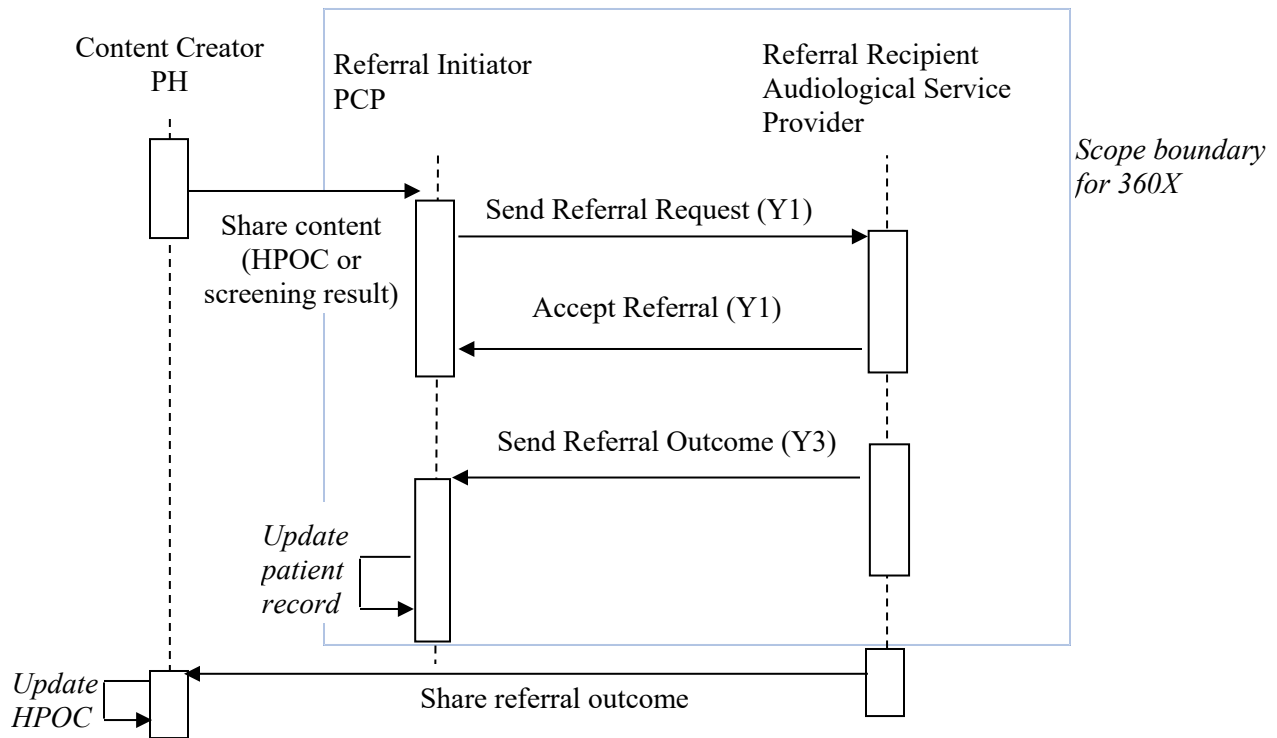 Content Creator
PH
Referral Initiator
PCP
Referral Recipient
Audiological Service
Provider
Scope boundary
for 360X
Share content
(HPOC or
screening result)
Send Referral Request (Y1)
Accept Referral (Y1)
Send Referral Outcome (Y3)
Update
patient
record
Update
HPOC
Share referral outcome